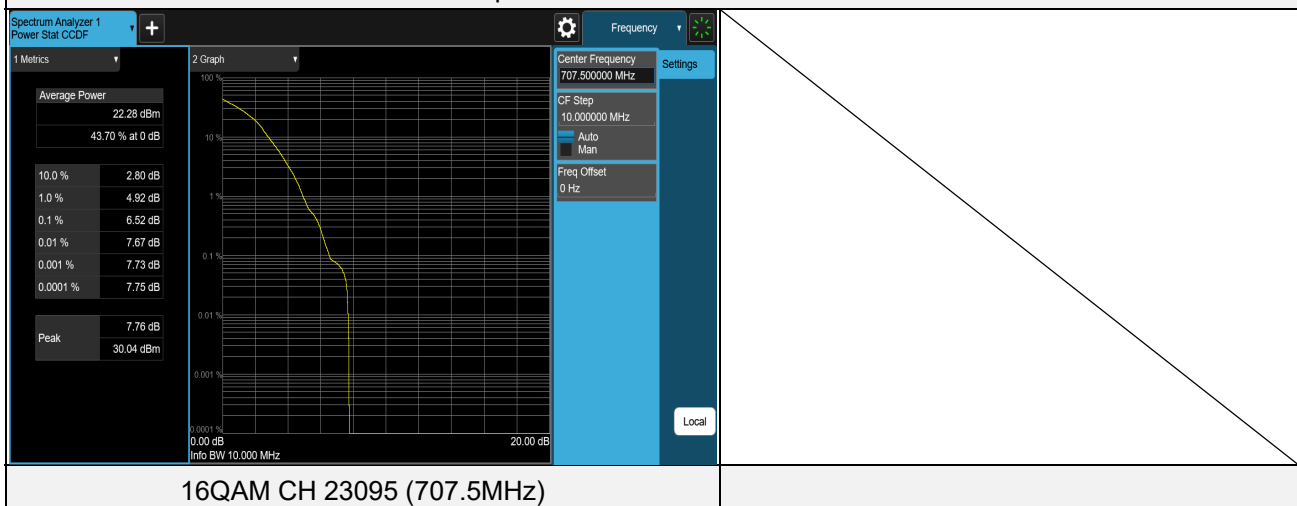 Spectrum Analyzer 1
Power Stat CCDF
+
Frequency
1 Metrics
2 Graph
Center Frequency
707.500000 MHz
Settings
CF Step
10.000000 MHz
Auto
Man
Freq Offset
0 Hz
Average Power
22.28 dBm
43.70 % at 0 dB
10.0 % 2.80 dB
1.0 % 4.92 dB
0.1 % 6.52 dB
0.01 % 7.67 dB
0.001 % 7.73 dB
0.0001 % 7.75 dB
Peak
7.76 dB
30.04 dBm
100 %
10 %
1 %
0.1 %
0.01 %
0.001 %
0.0001 %
0.00 dB 20.00 dB
Info BW 10.000 MHz
Local
16QAM CH 23095 (707.5MHz)